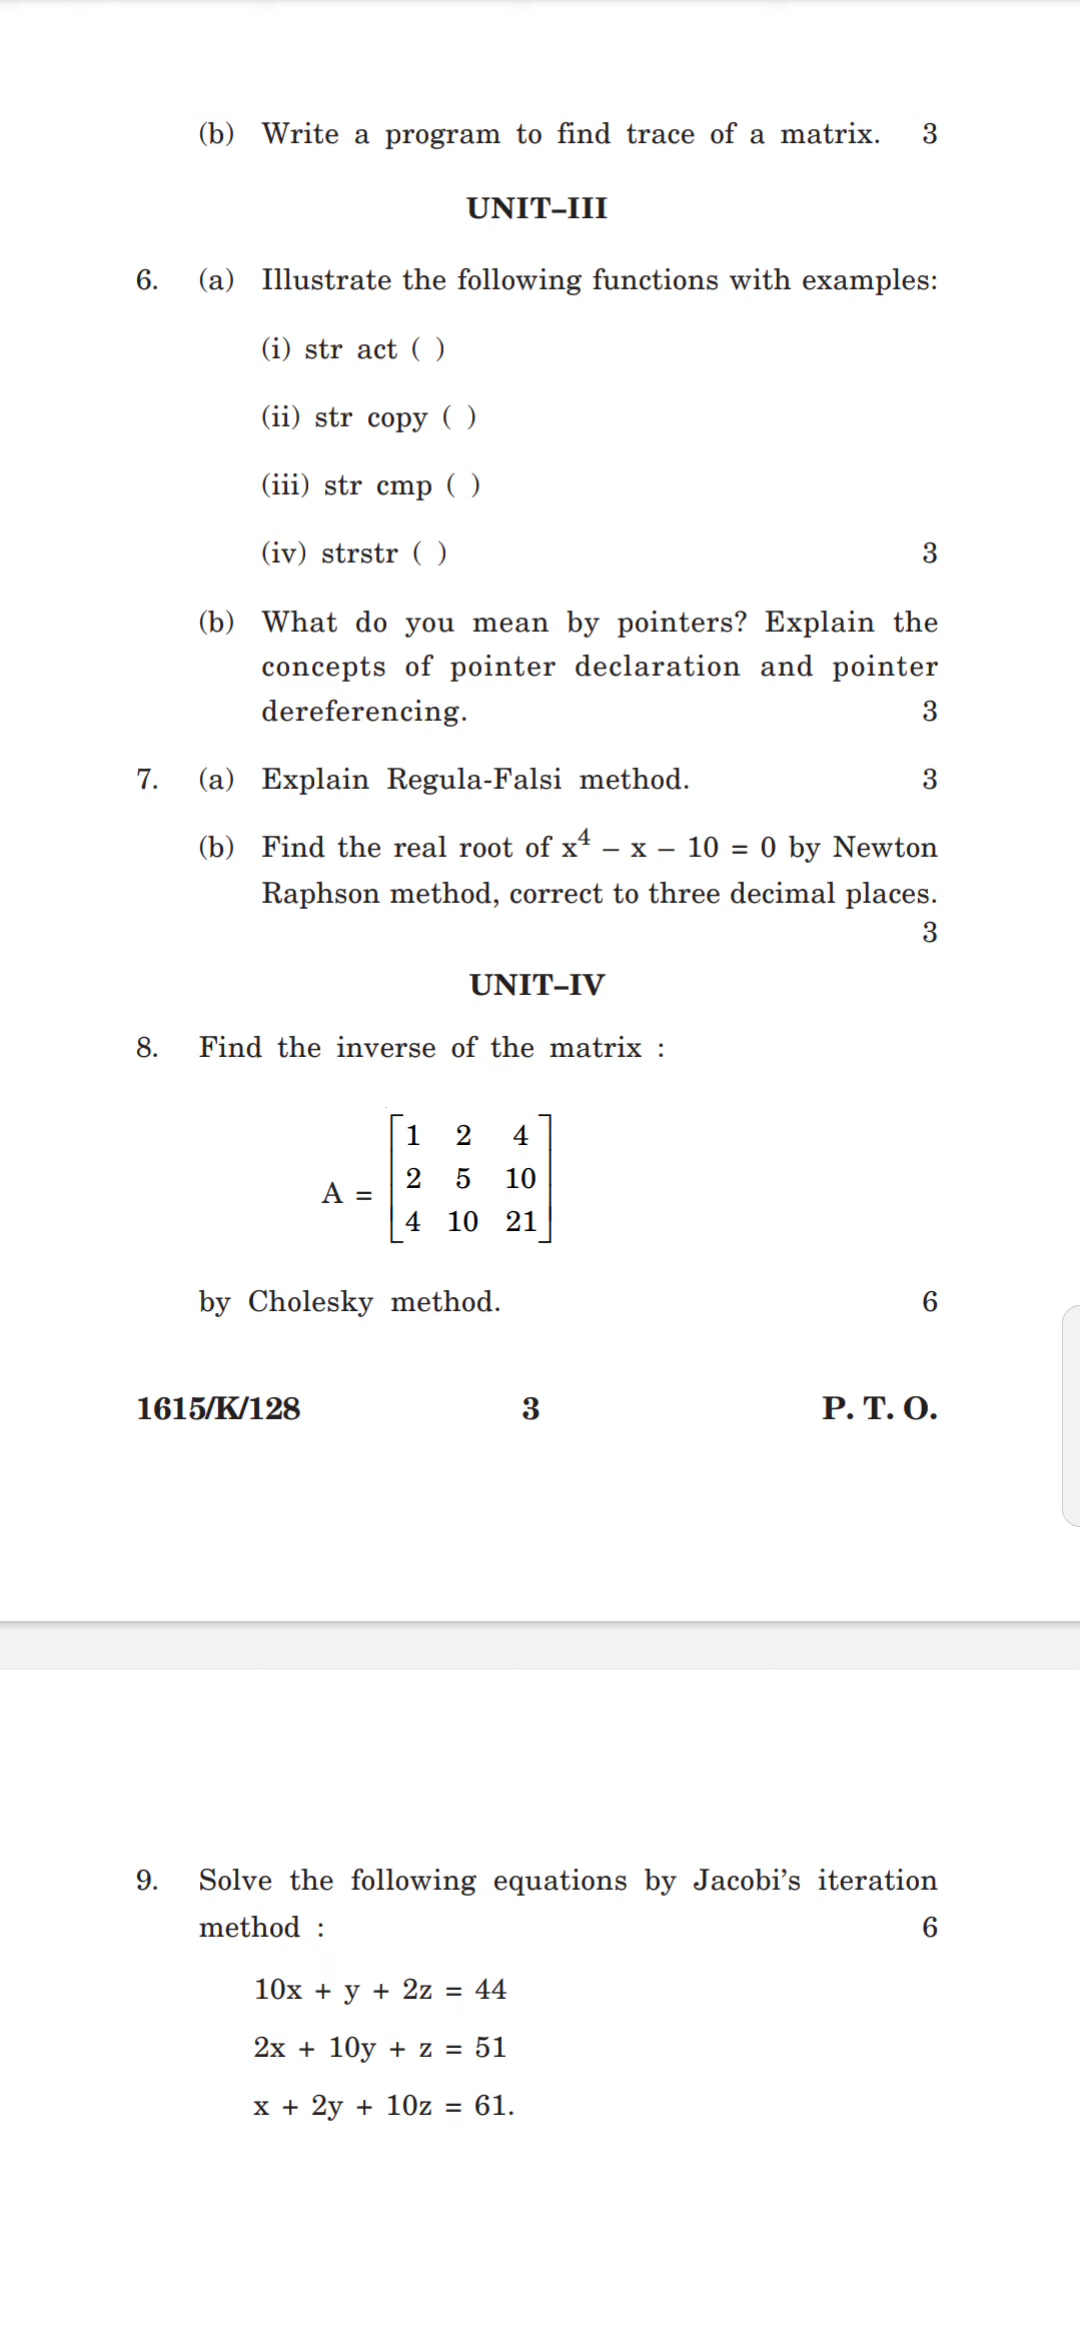 (b) Write a program to find trace of a matrix. 3
UNIT–III
6. (a) Illustrate the following functions with examples:
(i) str act ( )
(ii) str copy ( )
(iii) str cmp ( )
(iv) strstr ( ) 3
(b) What do you mean by pointers? Explain the
concepts of pointer declaration and pointer
dereferencing. 3
7. (a) Explain Regula-Falsi method. 3
(b) Find the real root of x⁴ – x – 10 = 0 by Newton
Raphson method, correct to three decimal places.
3
UNIT–IV
8. Find the inverse of the matrix :
1 2 4
2 5 10
A =
4 10 21
by Cholesky method. 6
1615/K/128 3 P. T. O.
9. Solve the following equations by Jacobi's iteration
method : 6
10x + y + 2z = 44
2x + 10y + z = 51
x + 2y + 10z = 61.